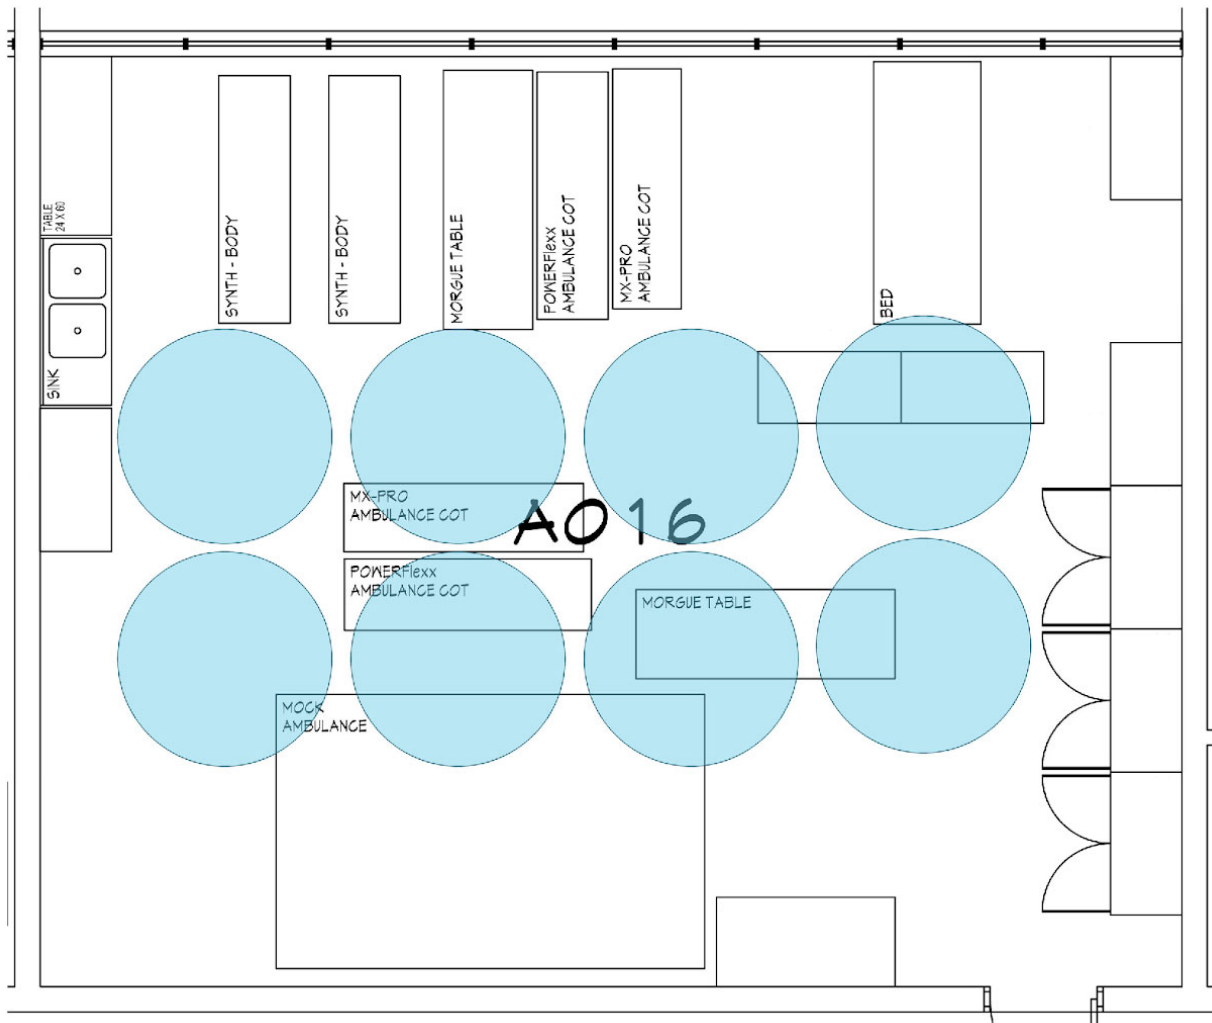 TABLE
24 X 60
SINK
SYNTH - BODY
SYNTH - BODY
MORGUE TABLE
POWERFlexx
AMBULANCE COT
MX-PRO
AMBULANCE COT
BED
MX-PRO
AMBULANCE COT
A016
POWERFlexx
AMBULANCE COT
MORGUE TABLE
MOCK
AMBULANCE